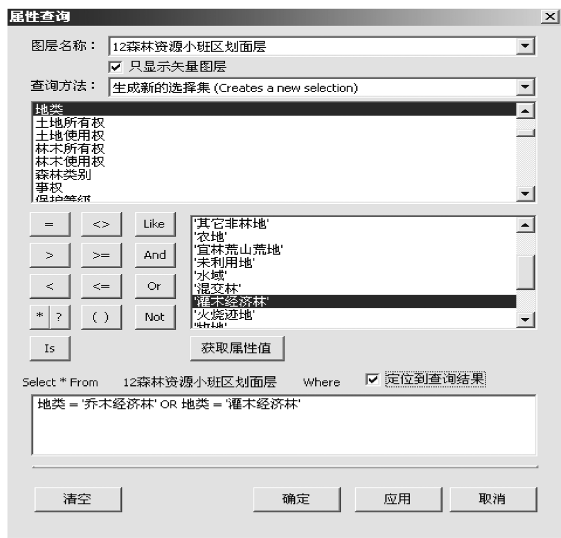 属性查询
图层名称： 12森林资源小班区划面层
只显示矢量图层
查询方法： 生成新的选择集 (Creates a new selection)
地类
土地所有权
土地使用权
林木所有权
林木使用权
森林类别
事权
保护等级
= <> Like
> >= And
< <= Or
* ? ( ) Not
Is
'其它非林地'
'农地'
'宜林荒山荒地'
'未利用地'
'水域'
'混交林'
'灌木经济林'
'火烧迹地'
'牧地'
获取属性值
Select * From 12森林资源小班区划面层 Where 定位到查询结果
地类 = '乔木经济林' OR 地类 = '灌木经济林'
清空 确定 应用 取消